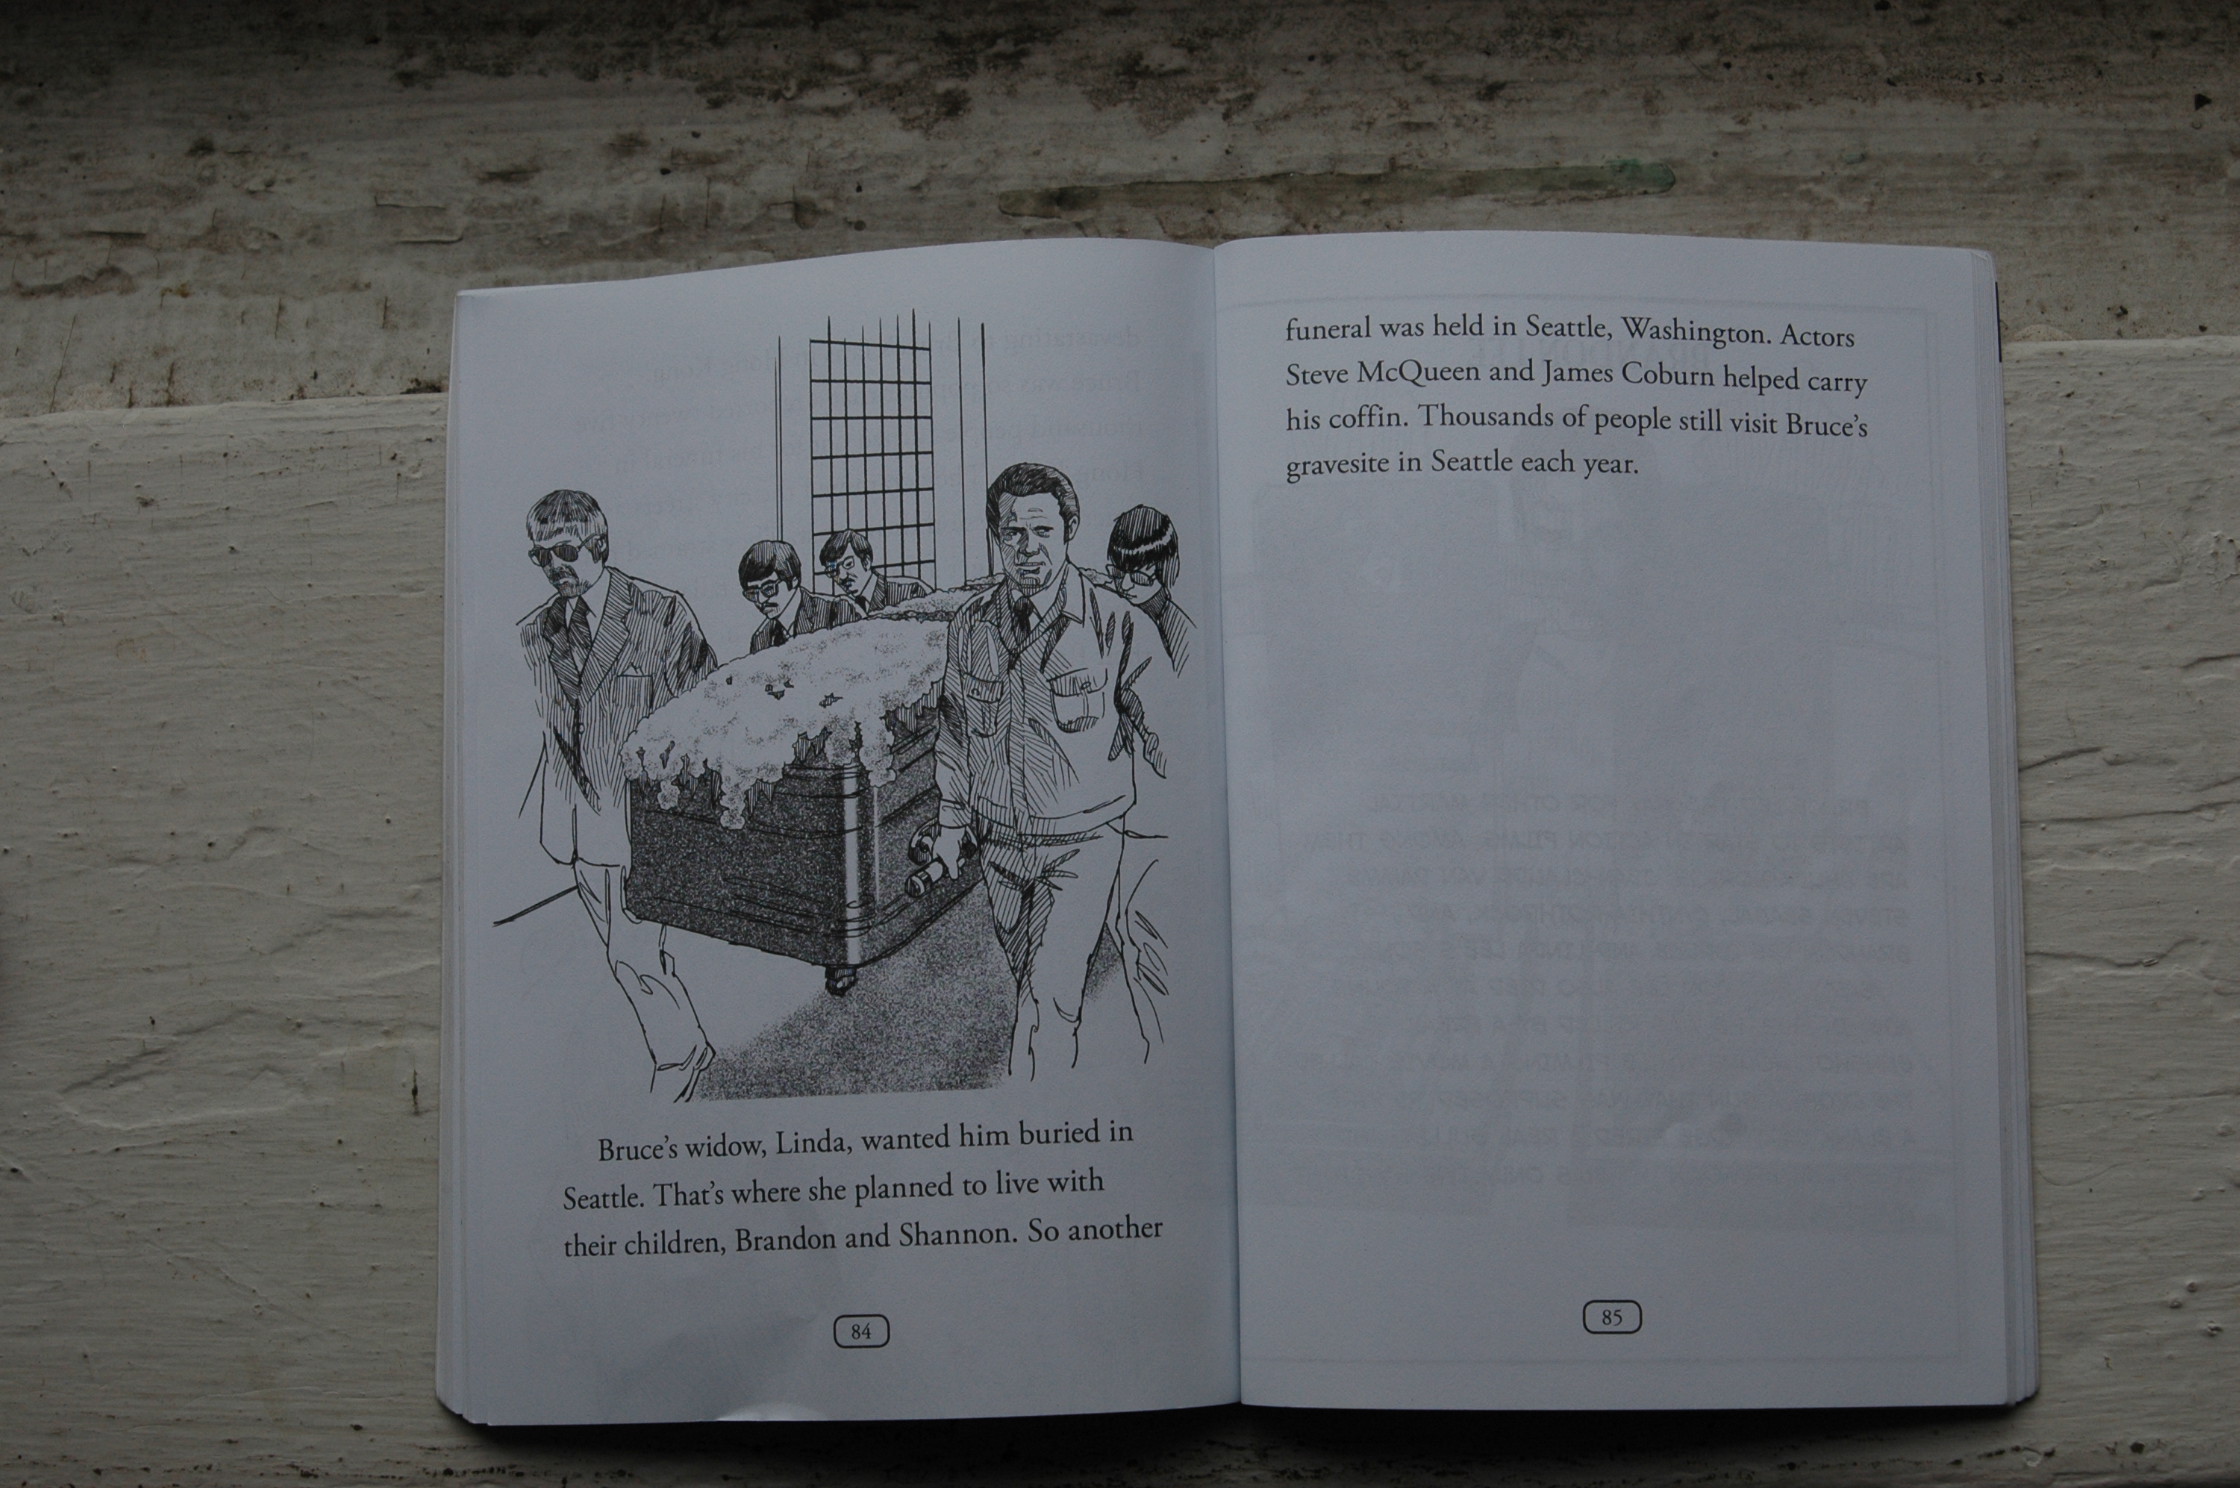 Bruce's widow, Linda, wanted him buried in
Seattle. That's where she planned to live with
their children, Brandon and Shannon. So another
84
funeral was held in Seattle, Washington. Actors
Steve McQueen and James Coburn helped carry
his coffin. Thousands of people still visit Bruce's
gravesite in Seattle each year.
85